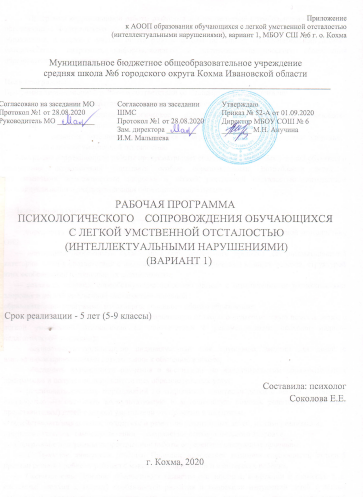 Приложение
к АООП образования обучающихся с легкой умственной отсталостью
(интеллектуальными нарушениями), вариант 1, МБОУ СШ №6 г. о. Кохма
Муниципальное бюджетное общеобразовательное учреждение
средняя школа №6 городского округа Кохма Ивановской области
Согласовано на заседании МО
Протокол №1 от 28.08.2020
Руководитель МО
Согласовано на заседании
ШМС
Протокол №1 от 28.08.2020
Зам. директора
И.М. Малышева
Утверждаю
Приказ № 52-А от 01.09.2020
Директор МБОУ СОШ № 6
М.Н. Анучина
РАБОЧАЯ ПРОГРАММА
ПСИХОЛОГИЧЕСКОГО СОПРОВОЖДЕНИЯ ОБУЧАЮЩИХСЯ
С ЛЕГКОЙ УМСТВЕННОЙ ОТСТАЛОСТЬЮ
(ИНТЕЛЛЕКТУАЛЬНЫМИ НАРУШЕНИЯМИ)
(ВАРИАНТ 1)
Срок реализации - 5 лет (5-9 классы)
Составила: психолог
Соколова Е.Е.
г. Кохма, 2020